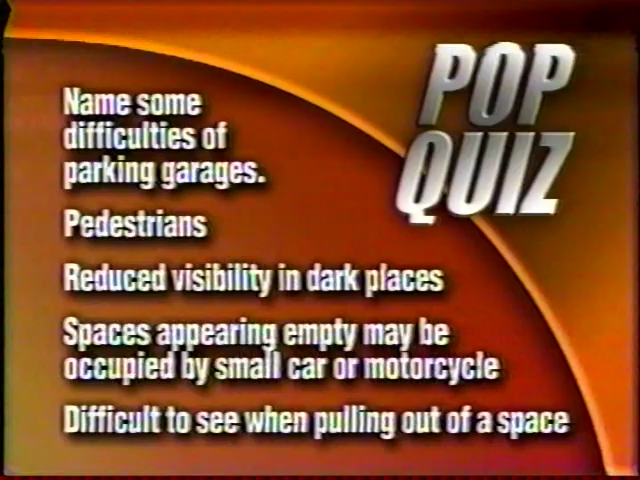 POP
QUIZ
Name some
difficulties of
parking garages.
Pedestrians
Reduced visibility in dark places
Spaces appearing empty may be
occupied by small car or motorcycle
Difficult to see when pulling out of a space